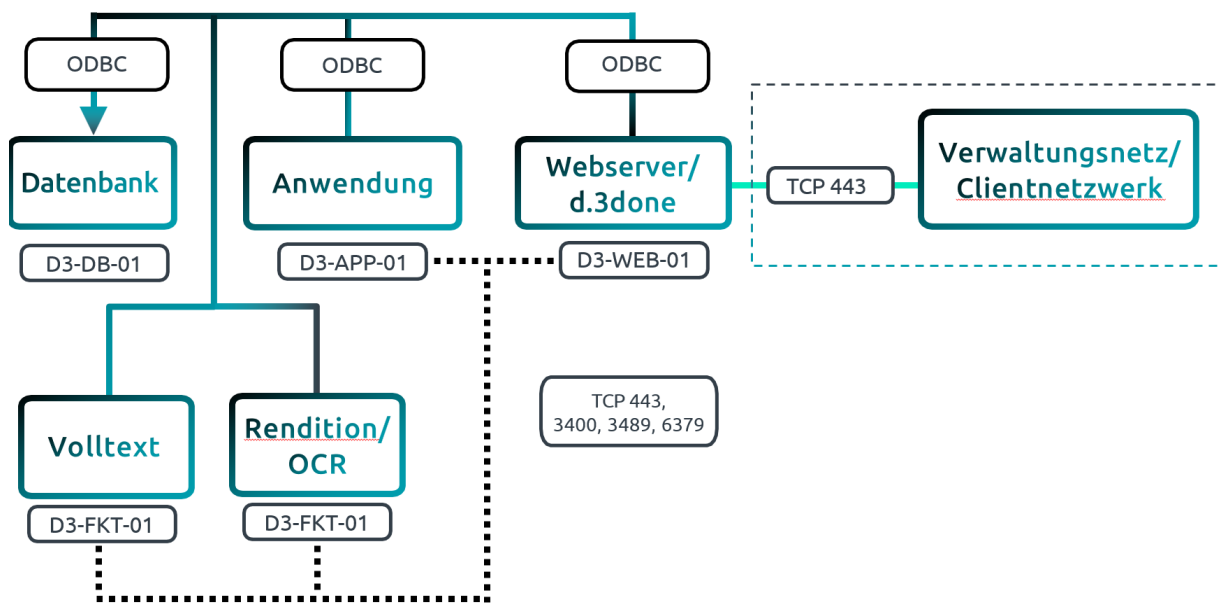 ODBC
ODBC
ODBC
Datenbank
Anwendung
Webserver/
d.3done
TCP 443
Verwaltungsnetz/
Clientnetzwerk
D3-DB-01
D3-APP-01
D3-WEB-01
Volltext
Rendition/
OCR
TCP 443,
3400, 3489, 6379
D3-FKT-01
D3-FKT-01